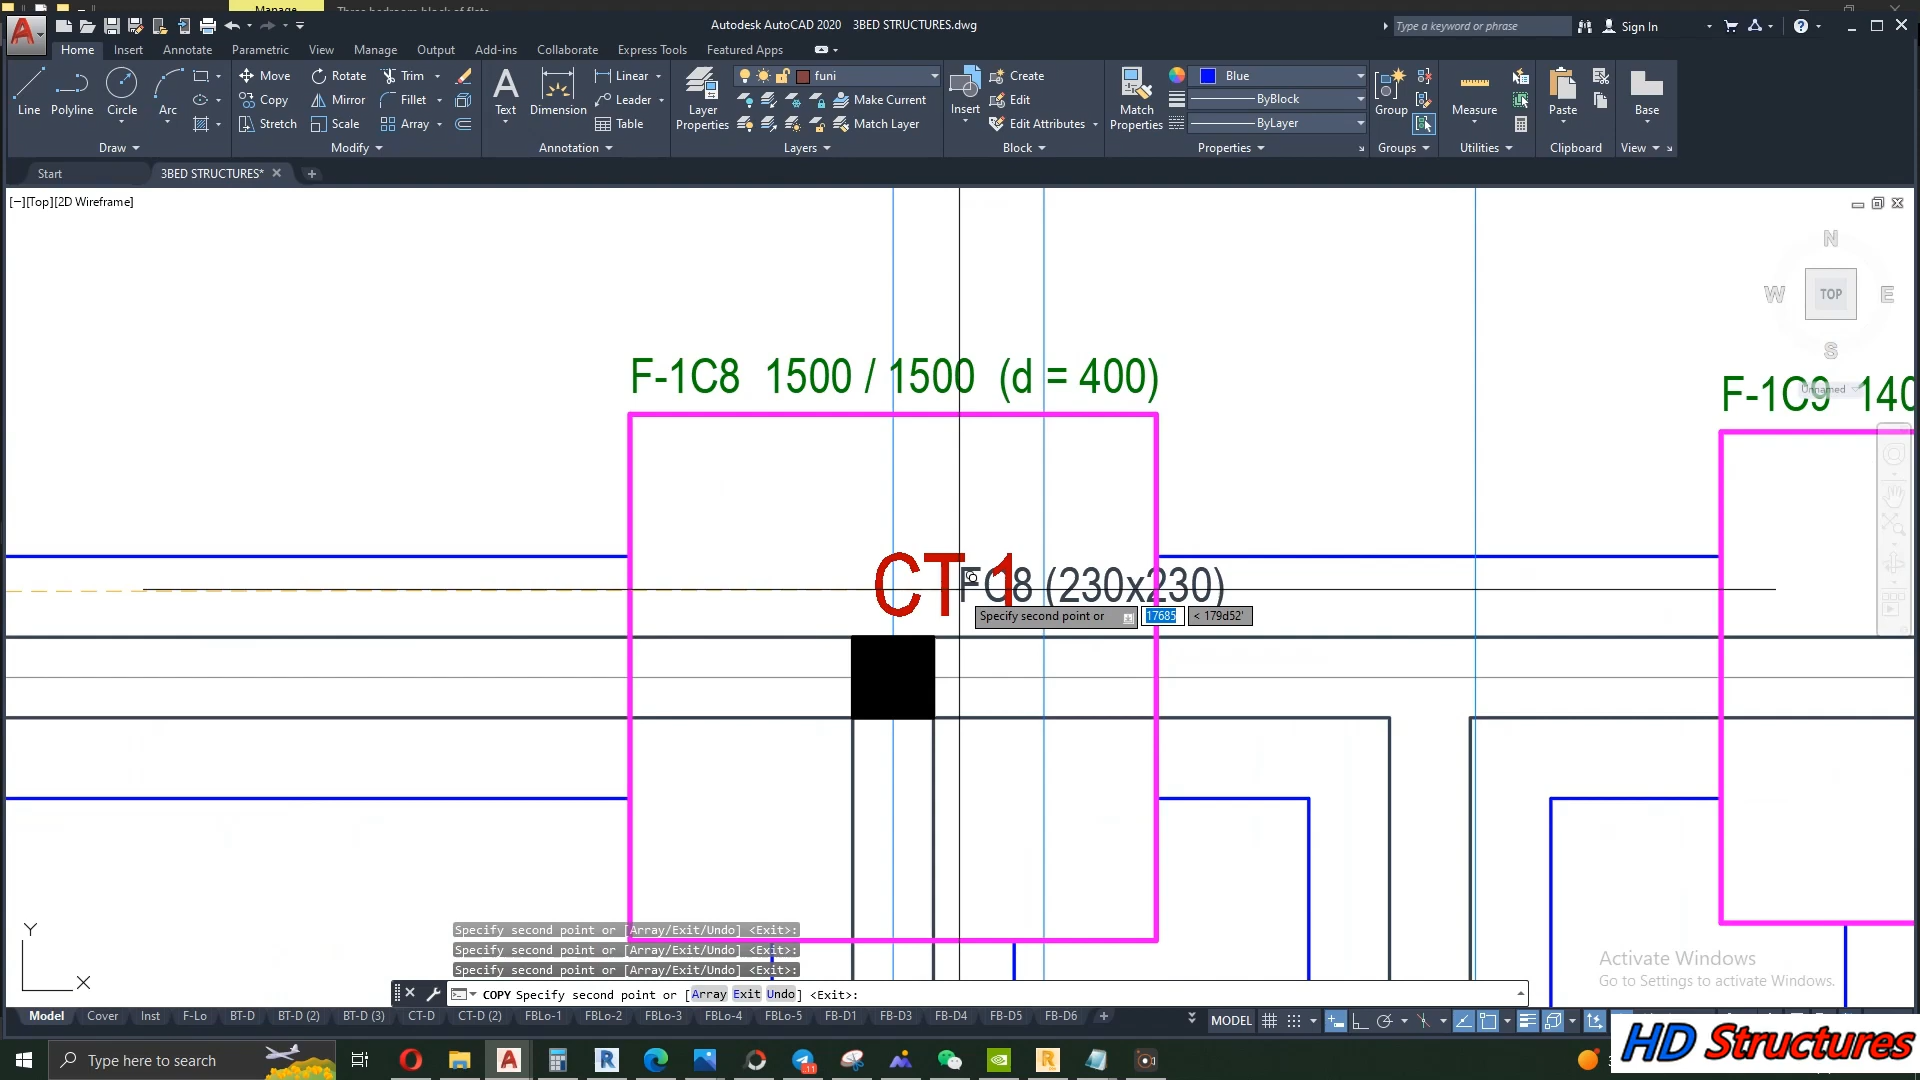 Manage
Three bedroom block of flats
Autodesk AutoCAD 2020 3BED STRUCTURES.dwg
Type a keyword or phrase
Sign In
Home Insert Annotate Parametric View Manage Output Add-ins Collaborate Express Tools Featured Apps
Line Polyline Circle Arc
Move Rotate Trim
Copy Mirror Fillet
Stretch Scale Array
Text Dimension
Linear
Leader
Table
Layer Properties
funi
Make Current
Match Layer
Insert
Create
Edit
Edit Attributes
Match Properties
Blue
ByBlock
ByLayer
Group
Measure
Paste
Base
Draw Modify Annotation Layers Block Properties Groups Utilities Clipboard View
Start 3BED STRUCTURES*
[−][Top][2D Wireframe]
N
W TOP E
S
Unnamed
F-1C8 1500 / 1500 (d = 400)
F-1C9 140
CT 1
FC8 (230x230)
Specify second point or 17685 < 179d52'
Y
X
Specify second point or [Array/Exit/Undo] <Exit>:
Specify second point or [Array/Exit/Undo] <Exit>:
Specify second point or [Array/Exit/Undo] <Exit>:
COPY Specify second point or [Array Exit Undo] <Exit>:
Activate Windows
Go to Settings to activate Windows.
Model Cover Inst F-Lo BT-D BT-D (2) BT-D (3) CT-D CT-D (2) FBLo-1 FBLo-2 FBLo-3 FBLo-4 FBLo-5 FB-D1 FB-D3 FB-D4 FB-D5 FB-D6
MODEL
Type here to search
HD Structures